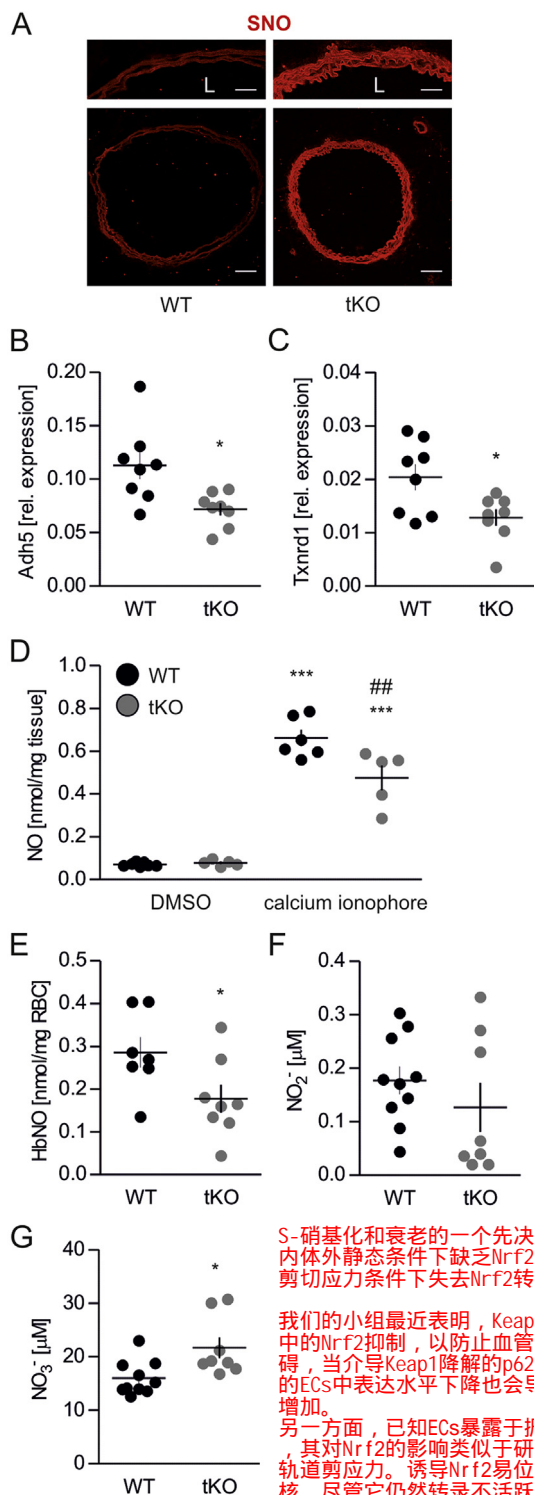 A
SNO
L
L
WT
tKO
B
0.20
0.15
0.10
0.05
0.00
Adh5 [rel. expression]
*
WT
tKO
C
0.04
0.03
0.02
0.01
0.00
Txnrd1 [rel. expression]
*
WT
tKO
D
1.0
0.8
0.6
0.4
0.2
0.0
NO [nmol/mg tissue]
WT
tKO
***
##
***
DMSO
calcium ionophore
E
0.5
0.4
0.3
0.2
0.1
0.0
HbNO [nmol/mg RBC]
*
WT
tKO
F
0.4
0.3
0.2
0.1
0.0
NO₂⁻ [µM]
WT
tKO
G
40
30
20
10
0
NO₃⁻ [µM]
*
WT
tKO
S-硝基化和衰老的一个先决
内体外静态条件下缺乏Nrf2
剪切应力条件下失去Nrf2转
我们的小组最近表明，Keap
中的Nrf2抑制，以防止血管
碍，当介导Keap1降解的p62
的ECs中表达水平下降也会导
增加。
另一方面，已知ECs暴露于振
，其对Nrf2的影响类似于研
轨道剪应力。诱导Nrf2易位
核，尽管它仍然转录不活跃